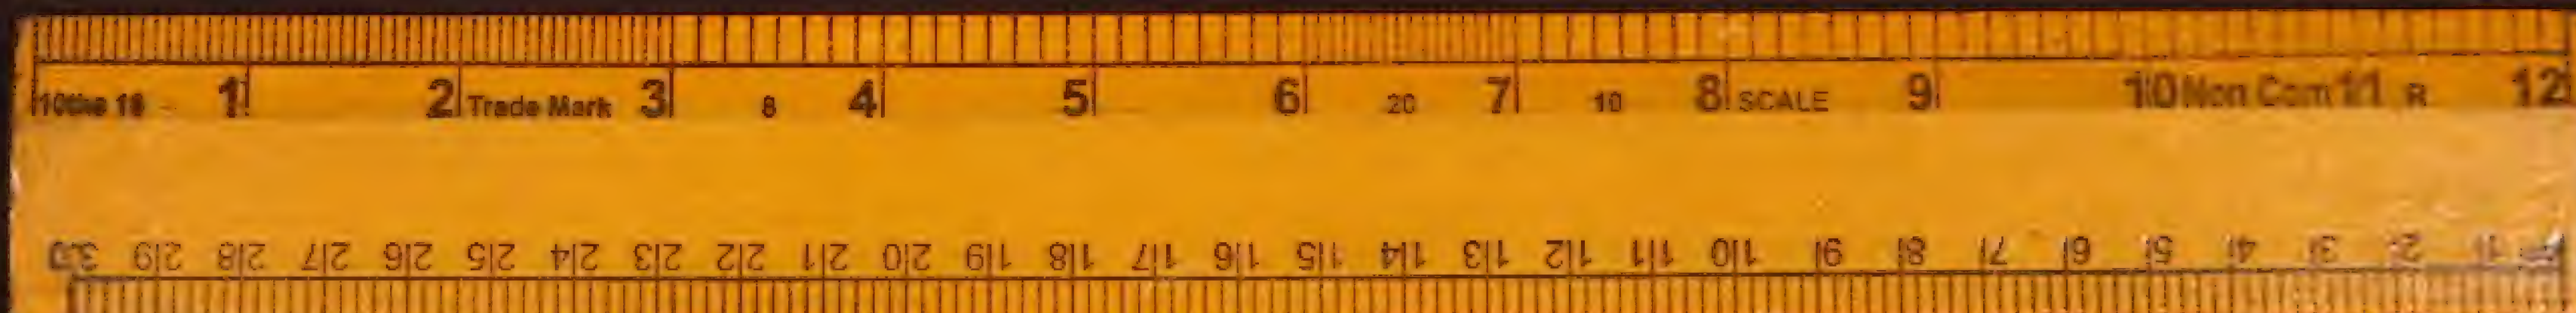 10ths 16 1 2 Trade Mark 3 8 4 5 6 20 7 10 8 SCALE 9 10 Non Com 11 R 12
30 29 28 27 26 25 24 23 22 21 20 19 18 17 16 15 14 13 12 11 10 9 8 7 6 5 4 3 2 1